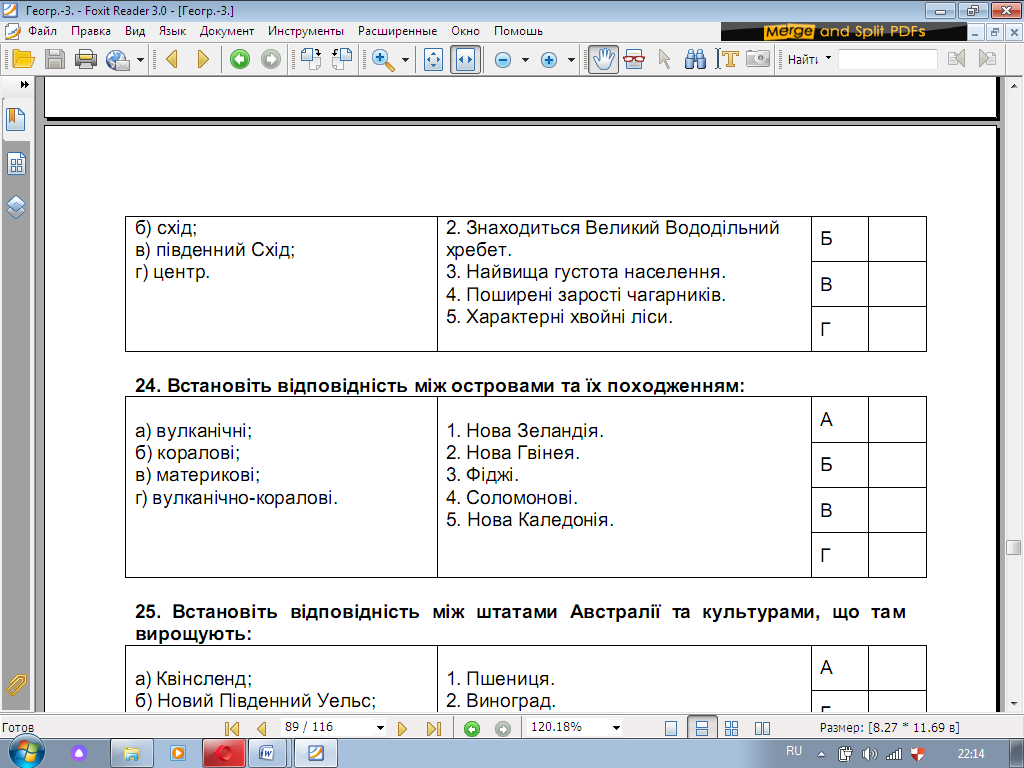 Геогр.-3. - Foxit Reader 3.0 - [Геогр.-3.]
Файл Правка Вид Язык Документ Инструменты Расширенные Окно Помощь
Merge and Split PDFs
Найти
б) схід;
в) південний Схід;
г) центр.
2. Знаходиться Великий Вододільний
хребет.
3. Найвища густота населення.
4. Поширені зарості чагарників.
5. Характерні хвойні ліси.
Б
В
Г
24. Встановіть відповідність між островами та їх походженням:
а) вулканічні;
б) коралові;
в) материкові;
г) вулканічно-коралові.
1. Нова Зеландія.
2. Нова Гвінея.
3. Фіджі.
4. Соломонові.
5. Нова Каледонія.
А
Б
В
Г
25. Встановіть відповідність між штатами Австралії та культурами, що там
вирощують:
а) Квінсленд;
б) Новий Південний Уельс;
1. Пшениця.
2. Виноград.
А
Готов
89 / 116
120.18%
Размер: [8.27 * 11.69 в]
RU
22:14